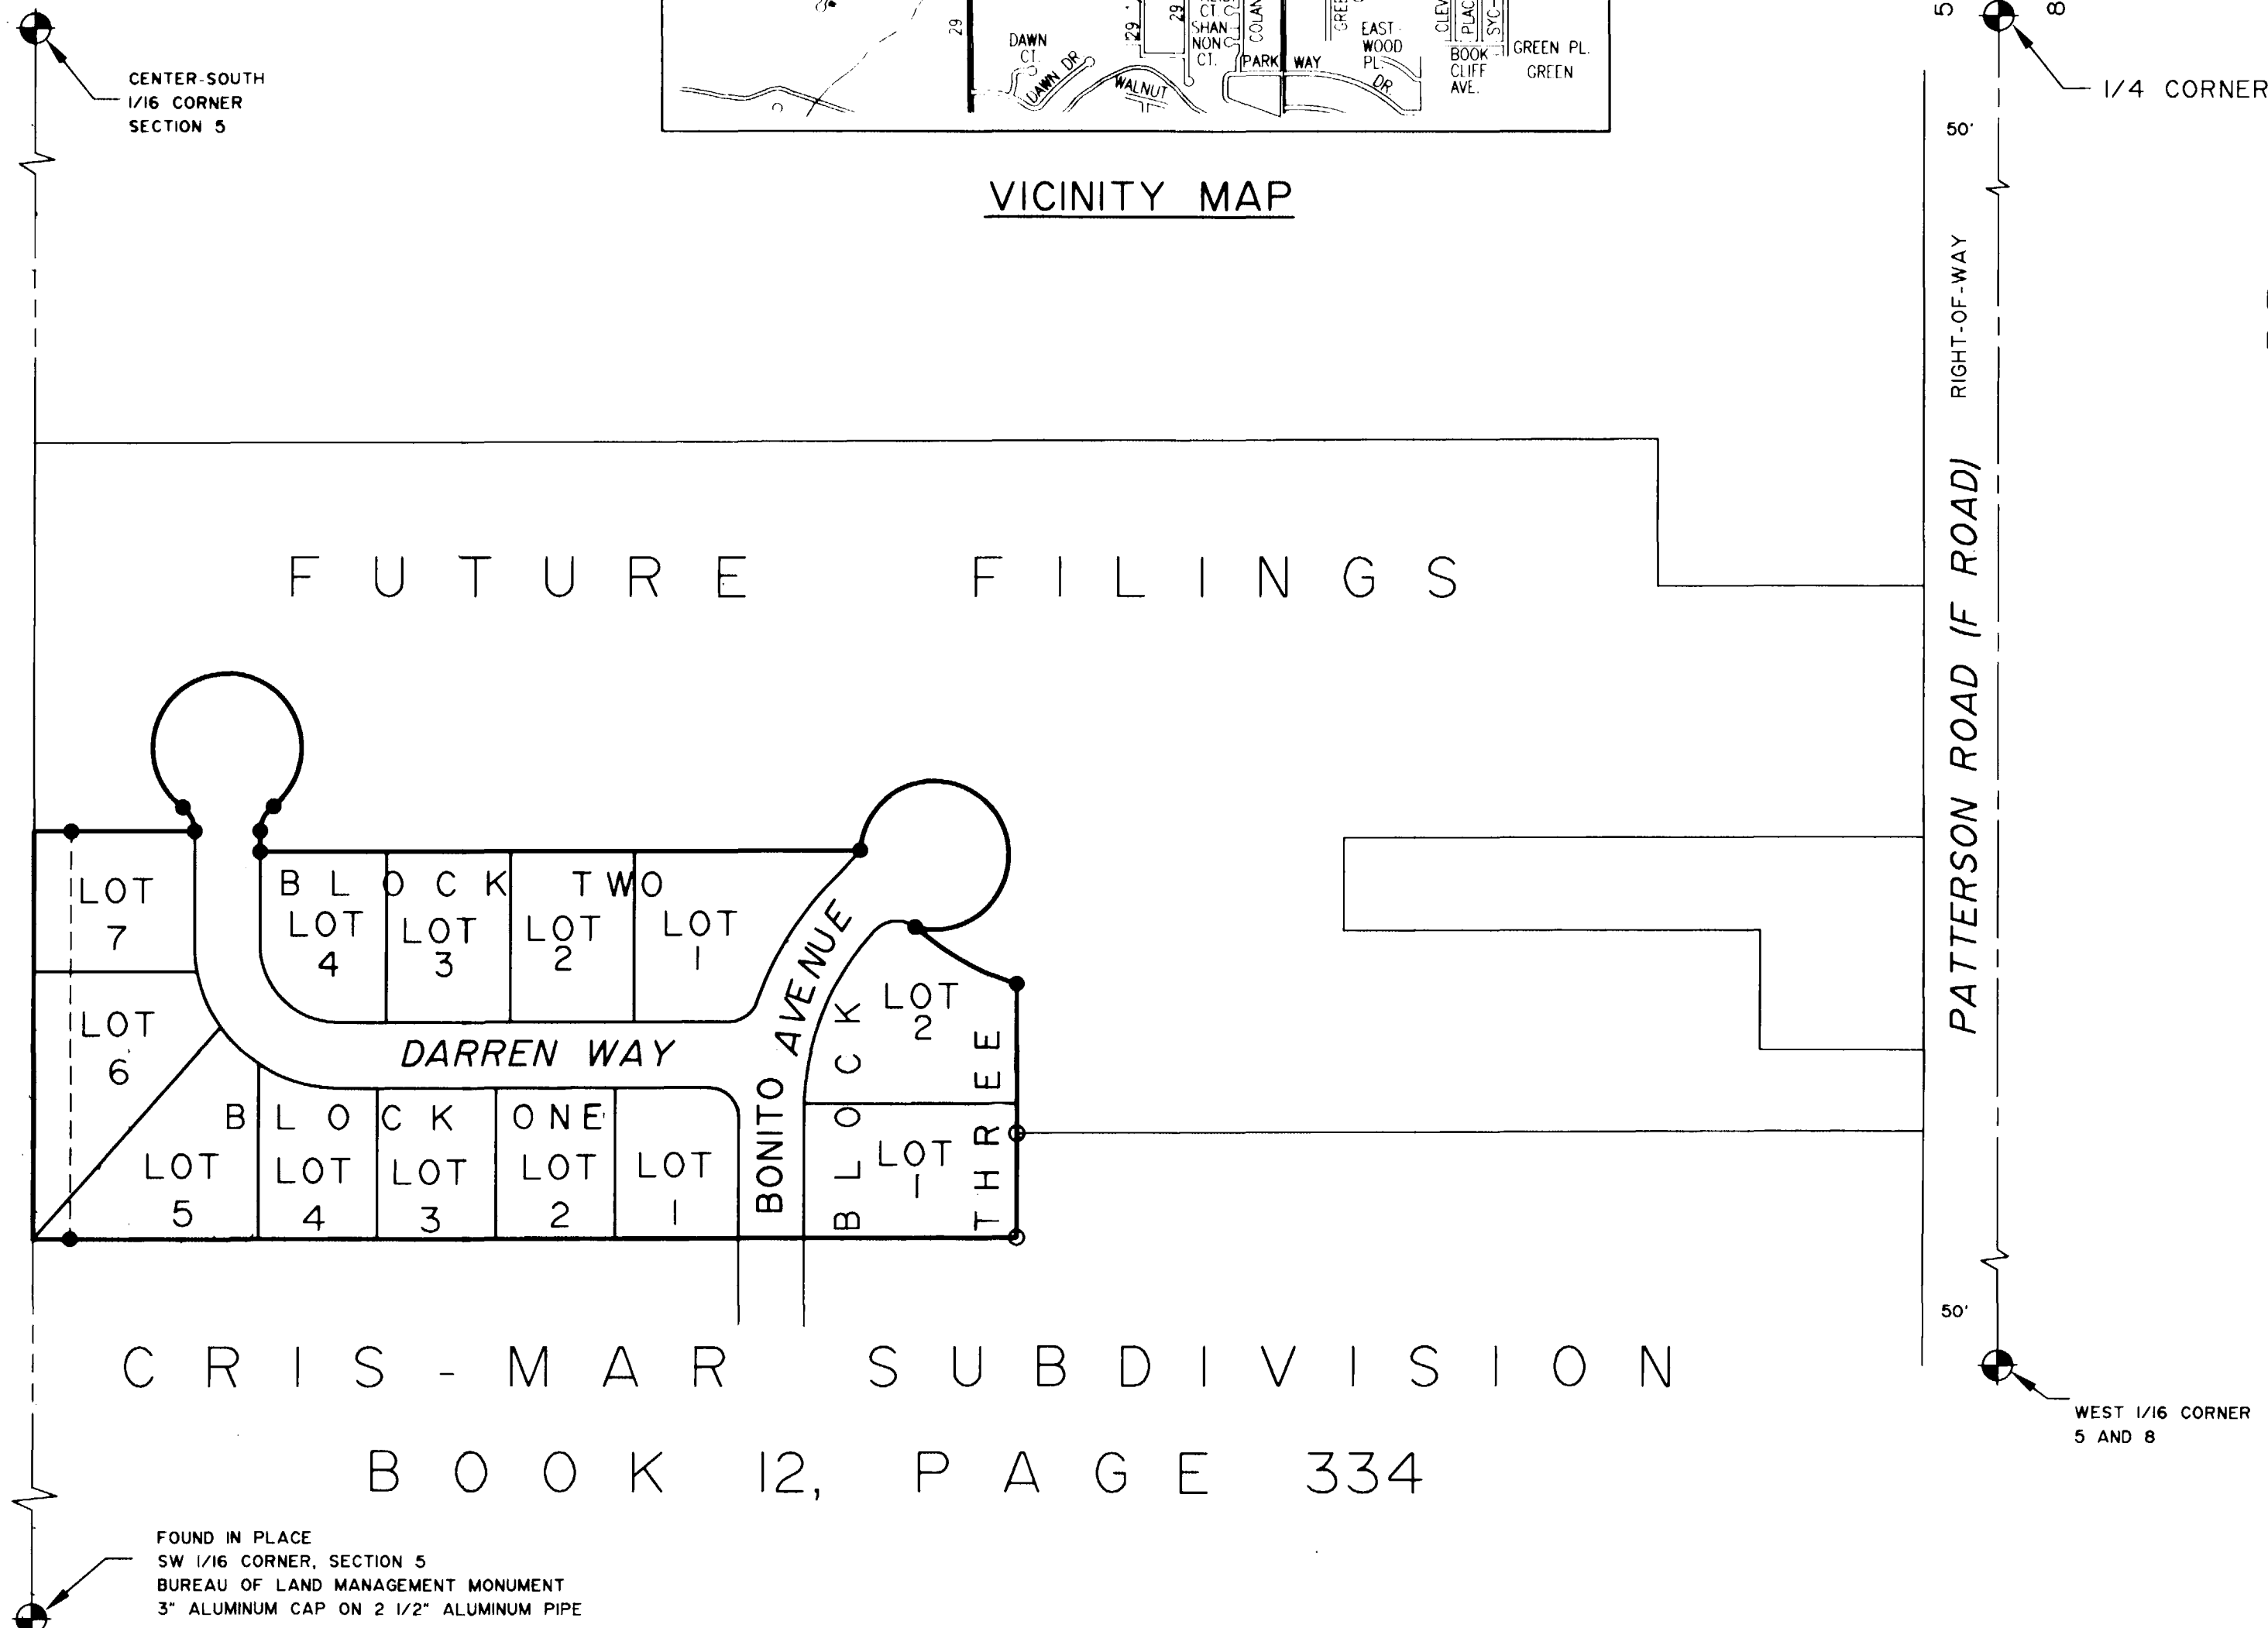 CENTER-SOUTH
1/16 CORNER
SECTION 5
29
DAWN
CT.
DAWN DR
29
29
WALNUT
CT.
SHAN-
NON
CT.
PARK WAY
DR.
EAST-
WOOD
PL.
PLAC
SYC-
BOOK
CLIFF
AVE.
GREEN PL.
GREEN
5
8
1/4 CORNER
50'
VICINITY MAP
RIGHT-OF-WAY
PATTERSON ROAD (F ROAD)
FUTURE FILINGS
BLOCK TWO
LOT
7
LOT
4
LOT
3
LOT
2
LOT
1
LOT
6
DARREN WAY
BONITO AVENUE
BLOCK THREE
LOT
2
LOT
1
BLOCK ONE
LOT
5
LOT
4
LOT
3
LOT
2
LOT
1
50'
CRIS-MAR SUBDIVISION
BOOK 12, PAGE 334
WEST 1/16 CORNER
5 AND 8
FOUND IN PLACE
SW 1/16 CORNER, SECTION 5
BUREAU OF LAND MANAGEMENT MONUMENT
3" ALUMINUM CAP ON 2 1/2" ALUMINUM PIPE